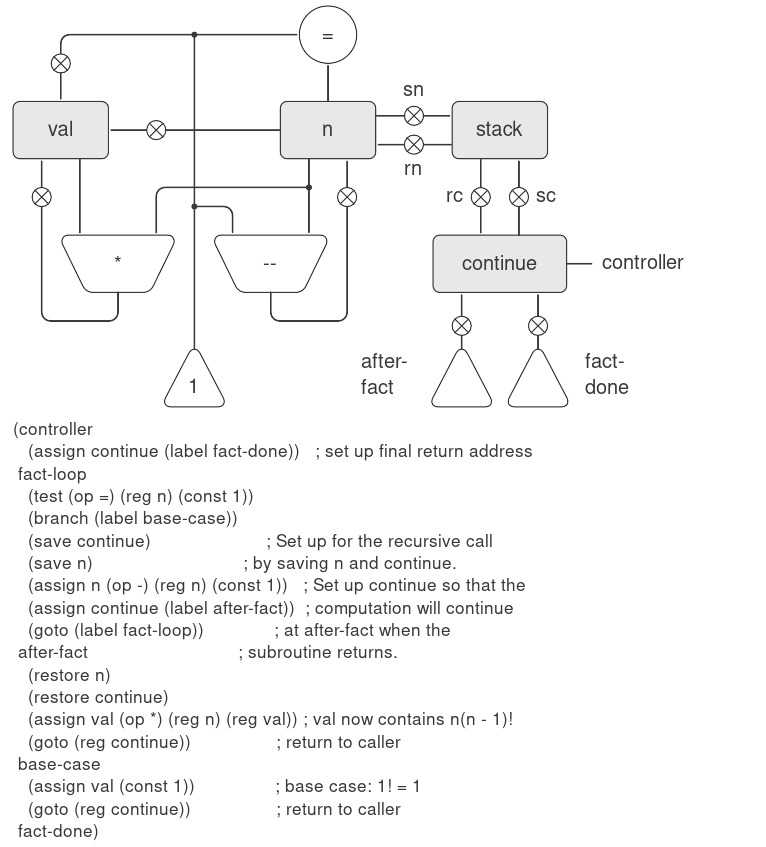 =
sn
val
n
stack
rn
rc
sc
*
--
continue
controller
after-
fact
fact-
done
1
(controller
(assign continue (label fact-done)) ; set up final return address
fact-loop
(test (op =) (reg n) (const 1))
(branch (label base-case))
(save continue) ; Set up for the recursive call
(save n) ; by saving n and continue.
(assign n (op -) (reg n) (const 1)) ; Set up continue so that the
(assign continue (label after-fact)) ; computation will continue
(goto (label fact-loop)) ; at after-fact when the
after-fact ; subroutine returns.
(restore n)
(restore continue)
(assign val (op *) (reg n) (reg val)) ; val now contains n(n - 1)!
(goto (reg continue)) ; return to caller
base-case
(assign val (const 1)) ; base case: 1! = 1
(goto (reg continue)) ; return to caller
fact-done)